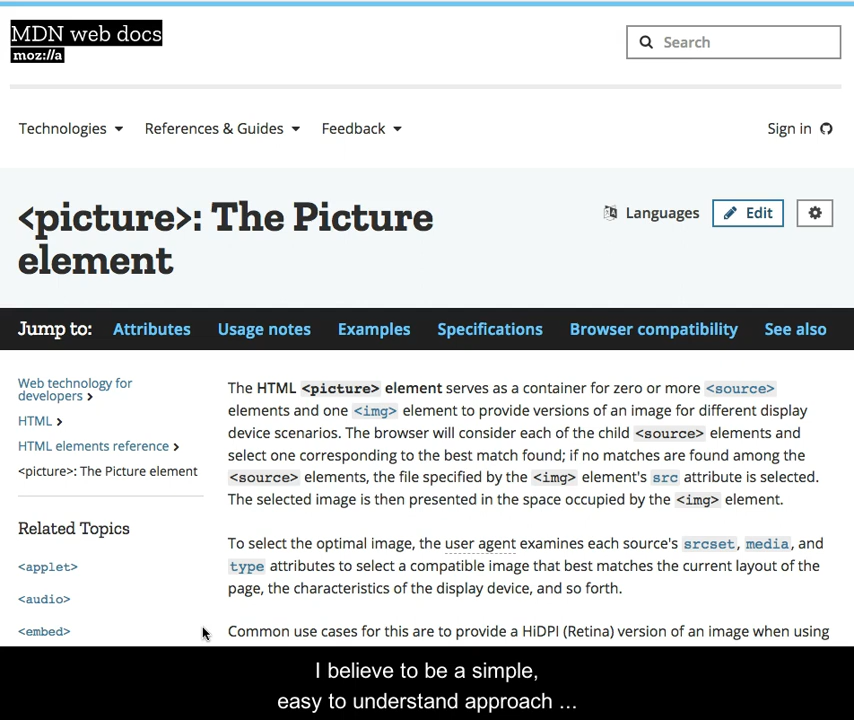 MDN web docs
moz://a
Search
Technologies
References & Guides
Feedback
Sign in
<picture>: The Picture
element
Languages
Edit
Jump to:
Attributes
Usage notes
Examples
Specifications
Browser compatibility
See also
Web technology for
developers
HTML
HTML elements reference
<picture>: The Picture element
Related Topics
<applet>
<audio>
<embed>
The HTML <picture> element serves as a container for zero or more <source>
elements and one <img> element to provide versions of an image for different display
device scenarios. The browser will consider each of the child <source> elements and
select one corresponding to the best match found; if no matches are found among the
<source> elements, the file specified by the <img> element's src attribute is selected.
The selected image is then presented in the space occupied by the <img> element.
To select the optimal image, the user agent examines each source's srcset, media, and
type attributes to select a compatible image that best matches the current layout of the
page, the characteristics of the display device, and so forth.
Common use cases for this are to provide a HiDPI (Retina) version of an image when using
I believe to be a simple,
easy to understand approach ...